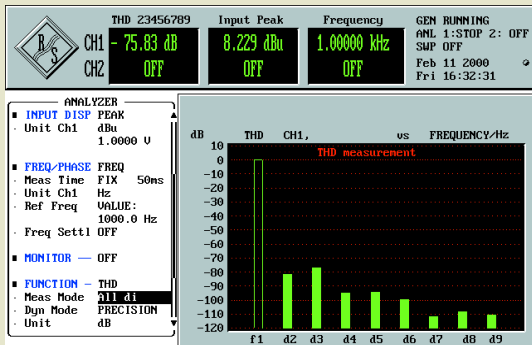 THD 23456789 Input Peak Frequency GEN RUNNING
R S CH1 - 75.83 dB 8.229 dBu 1.00000 kHz ANL 1:STOP 2: OFF
SWP OFF
CH2 OFF OFF OFF Feb 11 2000
Fri 16:32:31
ANALYZER
INPUT DISP PEAK
Unit Ch1 dBu
1.0000 V
FREQ/PHASE FREQ
Meas Time FIX 50ms
Unit Ch1 Hz
Ref Freq VALUE:
1000.0 Hz
Freq Settl OFF
MONITOR — OFF
FUNCTION - THD
Meas Mode All di
Dyn Mode PRECISION
Unit dB
dB THD CH1, vs FREQUENCY/Hz
THD measurement
10
0
-10
-20
-30
-40
-50
-60
-70
-80
-90
-100
-110
-120
f1 d2 d3 d4 d5 d6 d7 d8 d9